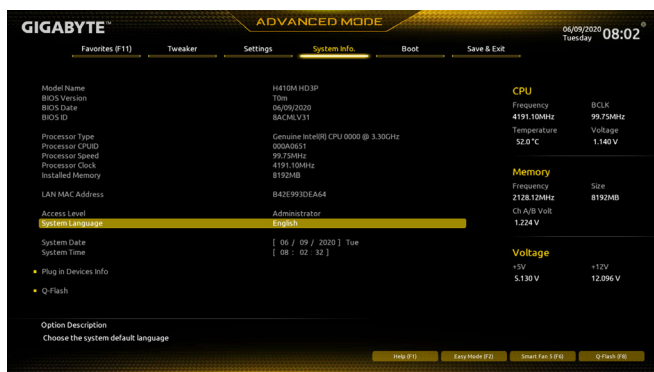 GIGABYTE™
ADVANCED MODE
06/09/2020
Tuesday
08:02
Favorites (F11) Tweaker Settings System Info. Boot Save & Exit
Model Name H410M HD3P
BIOS Version T0m
BIOS Date 06/09/2020
BIOS ID 8ACMLV31
Processor Type Genuine Intel(R) CPU 0000 @ 3.30GHz
Processor CPUID 000A0651
Processor Speed 99.75MHz
Processor Clock 4191.10MHz
Installed Memory 8192MB
LAN MAC Address B42E993DEA64
Access Level Administrator
System Language English
System Date [ 06 / 09 / 2020 ] Tue
System Time [ 08 : 02 : 32 ]
Plug in Devices Info
Q-Flash
CPU
Frequency BCLK
4191.10MHz 99.75MHz
Temperature Voltage
52.0 °C 1.140 V
Memory
Frequency Size
2128.12MHz 8192MB
Ch A/B Volt
1.224 V
Voltage
+5V +12V
5.130 V 12.096 V
Option Description
Choose the system default language
Help (F1) Easy Mode (F2) Smart Fan 5 (F6) Q-Flash (F8)